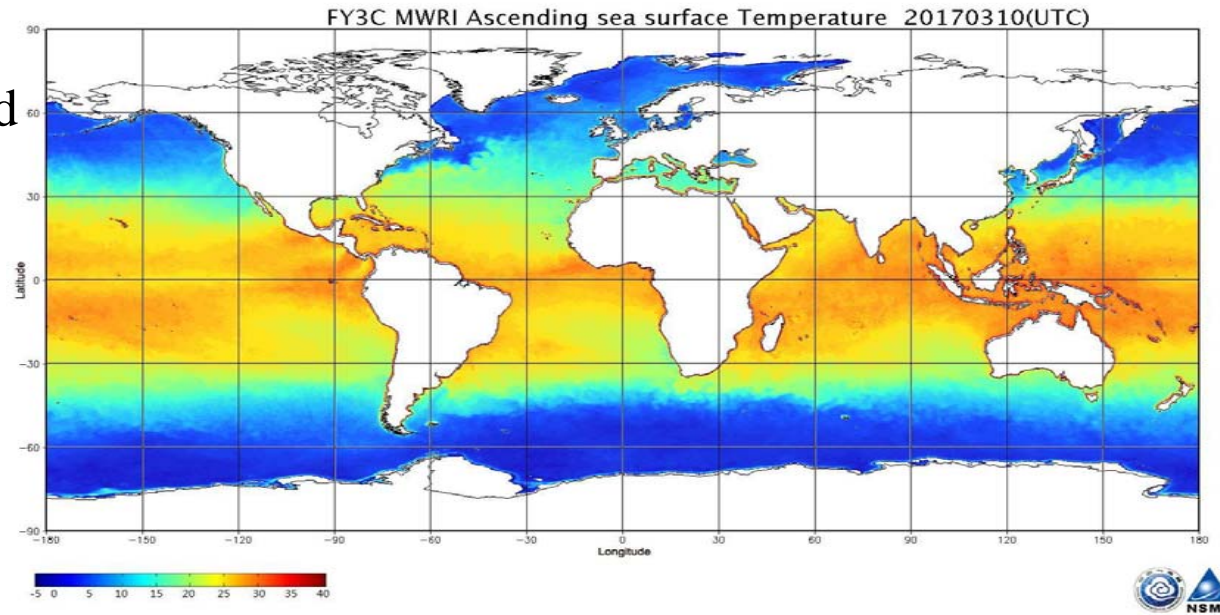 FY3C MWRI Ascending sea surface Temperature 20170310(UTC)
d
90
60
30
0
−30
−60
−90
Latitude
−180 −150 −120 −90 −60 −30 0 30 60 90 120 150 180
Longitude
-5 0 5 10 15 20 25 30 35 40
NSM